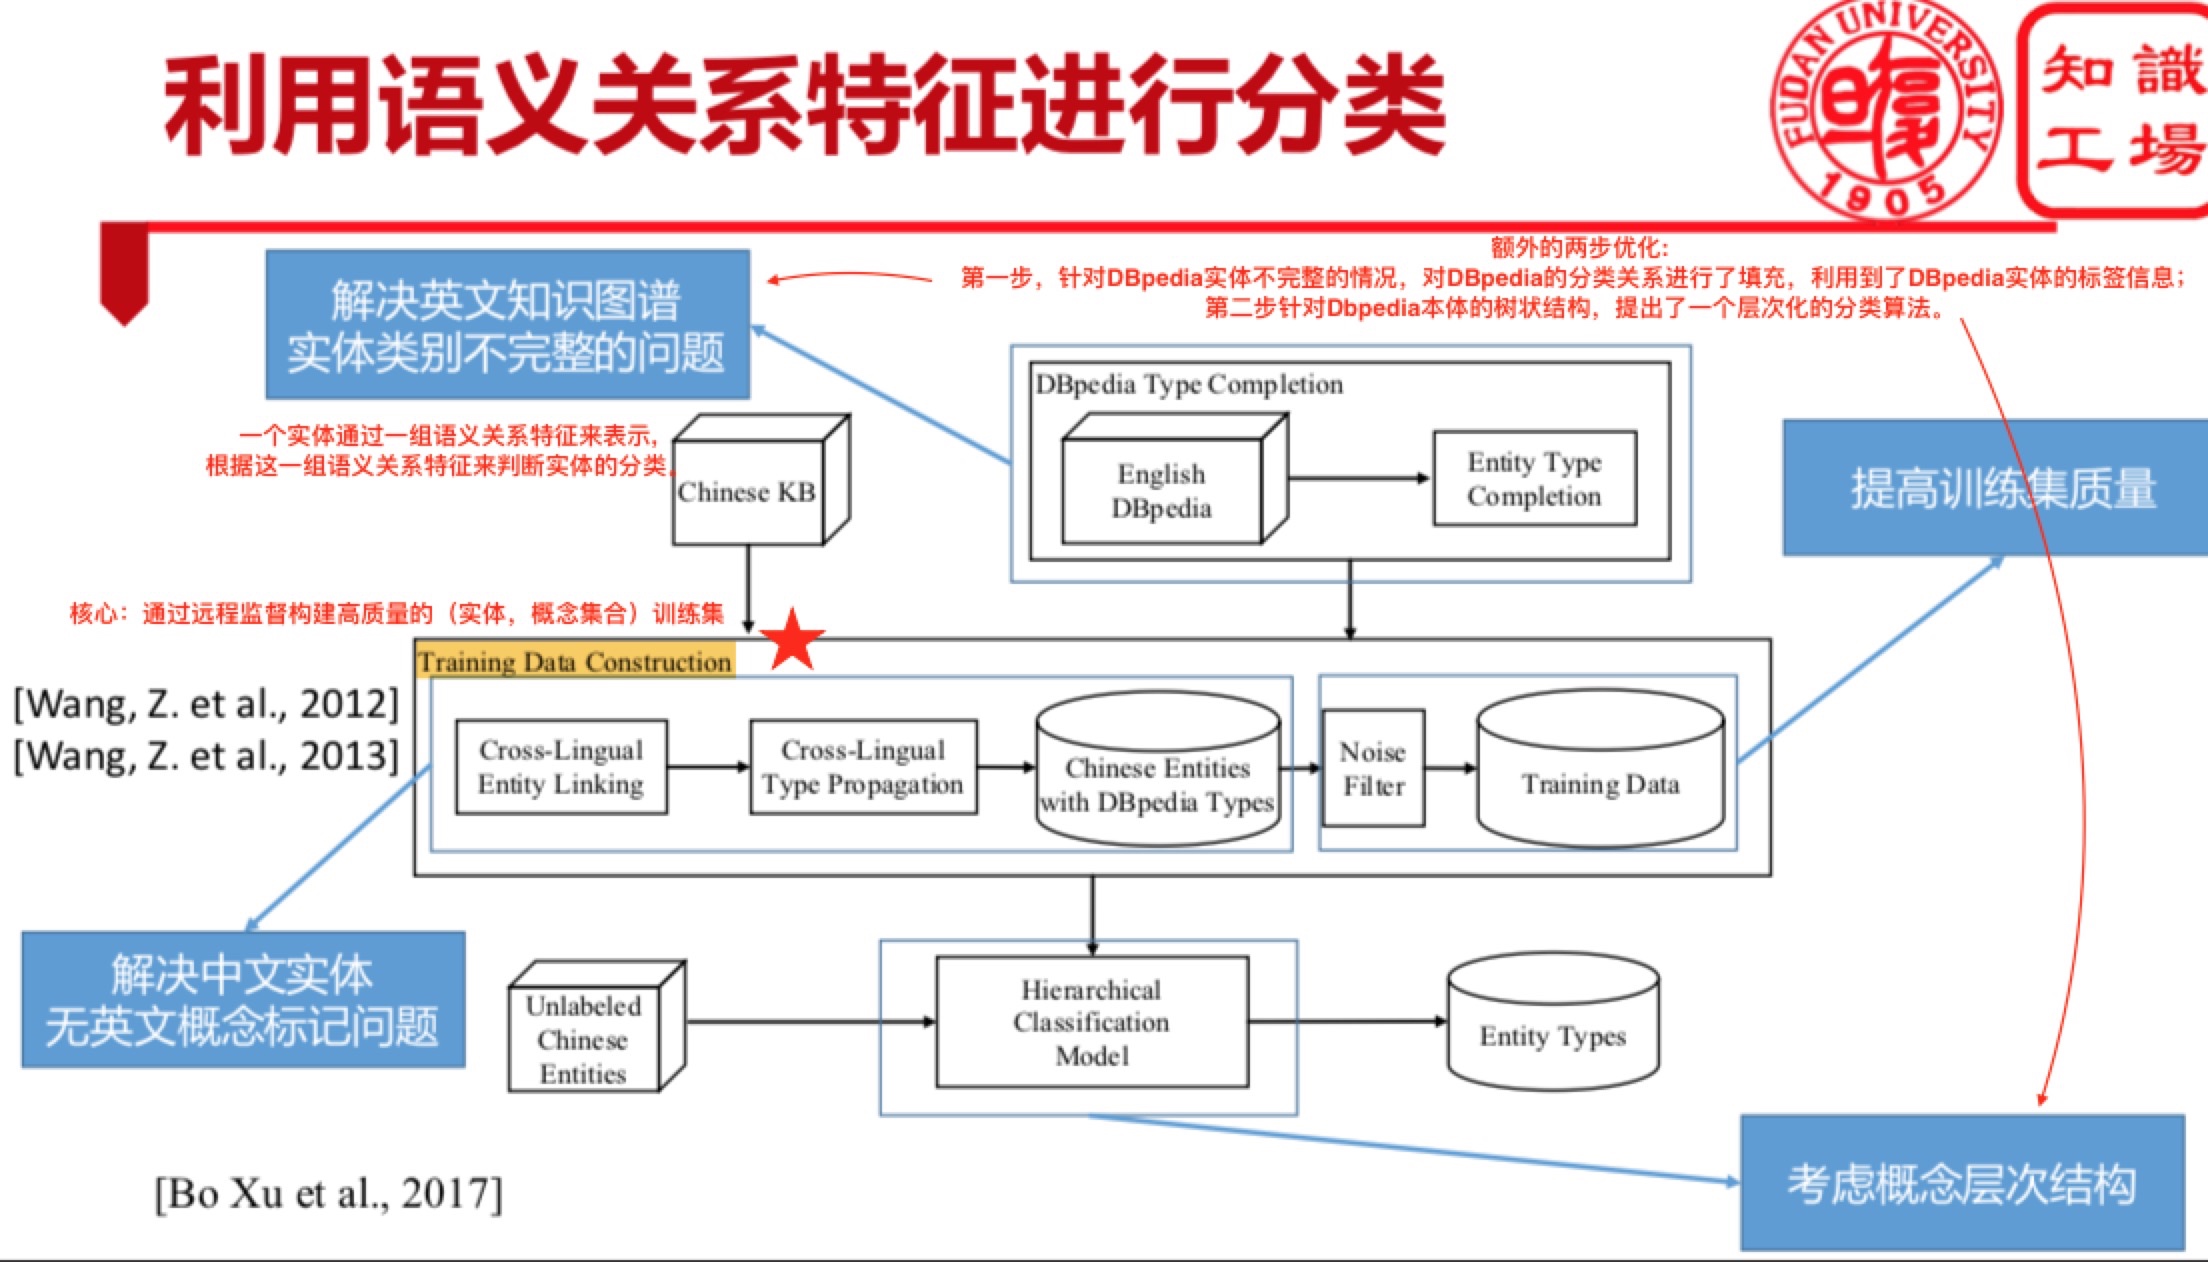 利用语义关系特征进行分类
FUDAN UNIVERSITY
1905
知識
工場
额外的两步优化:
第一步，针对DBpedia实体不完整的情况，对DBpedia的分类关系进行了填充，利用到了DBpedia实体的标签信息；
第二步针对Dbpedia本体的树状结构，提出了一个层次化的分类算法。
解决英文知识图谱
实体类别不完整的问题
DBpedia Type Completion
English
DBpedia
Entity Type
Completion
一个实体通过一组语义关系特征来表示，
根据这一组语义关系特征来判断实体的分类。
Chinese KB
提高训练集质量
核心：通过远程监督构建高质量的（实体，概念集合）训练集
Training Data Construction
[Wang, Z. et al., 2012]
[Wang, Z. et al., 2013]
Cross-Lingual
Entity Linking
Cross-Lingual
Type Propagation
Chinese Entities
with DBpedia Types
Noise
Filter
Training Data
解决中文实体
无英文概念标记问题
Unlabeled
Chinese
Entities
Hierarchical
Classification
Model
Entity Types
[Bo Xu et al., 2017]
考虑概念层次结构